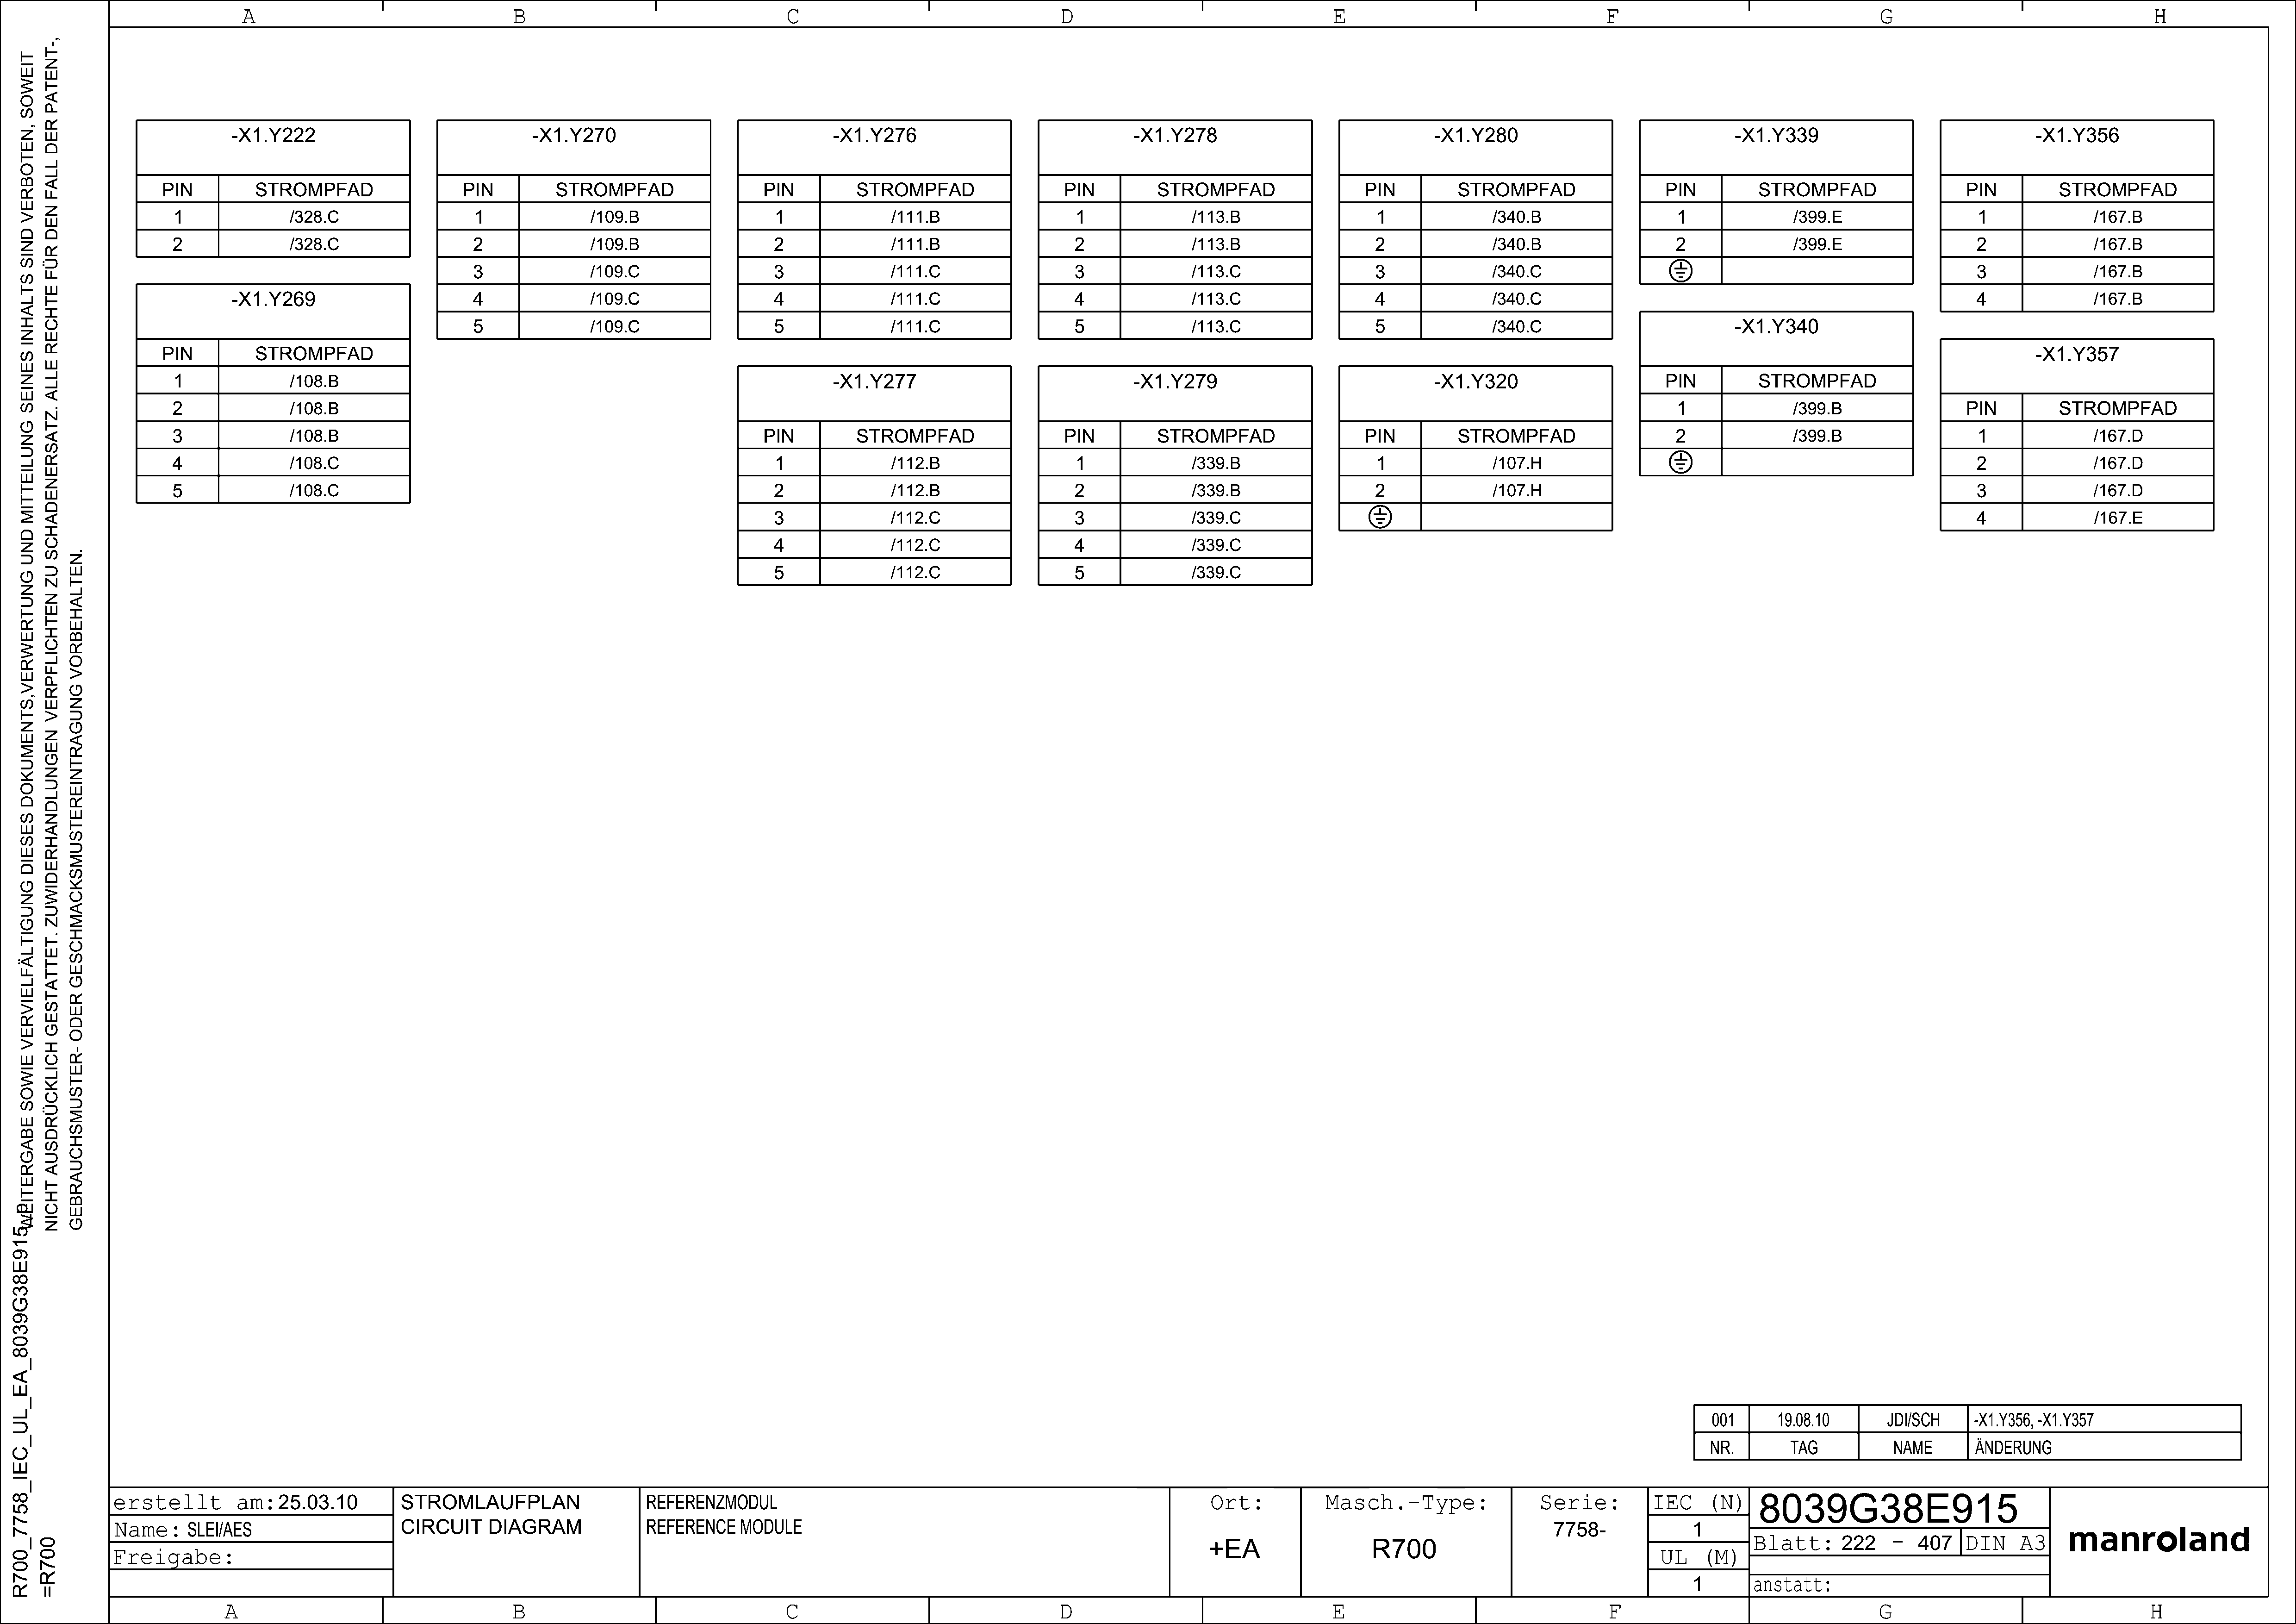 A B C D E F G H
-X1.Y222
PIN STROMPFAD
1 /328.C
2 /328.C
-X1.Y269
PIN STROMPFAD
1 /108.B
2 /108.B
3 /108.B
4 /108.C
5 /108.C
-X1.Y270
PIN STROMPFAD
1 /109.B
2 /109.B
3 /109.C
4 /109.C
5 /109.C
-X1.Y276
PIN STROMPFAD
1 /111.B
2 /111.B
3 /111.C
4 /111.C
5 /111.C
-X1.Y277
PIN STROMPFAD
1 /112.B
2 /112.B
3 /112.C
4 /112.C
5 /112.C
-X1.Y278
PIN STROMPFAD
1 /113.B
2 /113.B
3 /113.C
4 /113.C
5 /113.C
-X1.Y279
PIN STROMPFAD
1 /339.B
2 /339.B
3 /339.C
4 /339.C
5 /339.C
-X1.Y280
PIN STROMPFAD
1 /340.B
2 /340.B
3 /340.C
4 /340.C
5 /340.C
-X1.Y320
PIN STROMPFAD
1 /107.H
2 /107.H
-X1.Y339
PIN STROMPFAD
1 /399.E
2 /399.E
-X1.Y340
PIN STROMPFAD
1 /399.B
2 /399.B
-X1.Y356
PIN STROMPFAD
1 /167.B
2 /167.B
3 /167.B
4 /167.B
-X1.Y357
PIN STROMPFAD
1 /167.D
2 /167.D
3 /167.D
4 /167.E
WEITERGABE SOWIE VERVIELFÄLTIGUNG DIESES DOKUMENTS,VERWERTUNG UND MITTEILUNG SEINES INHALTS SIND VERBOTEN, SOWEIT
NICHT AUSDRÜCKLICH GESTATTET. ZUWIDERHANDLUNGEN VERPFLICHTEN ZU SCHADENERSATZ. ALLE RECHTE FÜR DEN FALL DER PATENT-,
GEBRAUCHSMUSTER- ODER GESCHMACKSMUSTEREINTRAGUNG VORBEHALTEN.
R700_7758_IEC_UL_EA_8039G38E915
=R700
001 19.08.10 JDI/SCH -X1.Y356, -X1.Y357
NR. TAG NAME ÄNDERUNG
erstellt am: 25.03.10
Name: SLEI/AES
Freigabe:
STROMLAUFPLAN
CIRCUIT DIAGRAM
REFERENZMODUL
REFERENCE MODULE
Ort:
+EA
Masch.-Type:
R700
Serie:
7758-
IEC (N)
1
UL (M)
1
8039G38E915
Blatt: 222 - 407 DIN A3
anstatt:
manroland
A B C D E F G H